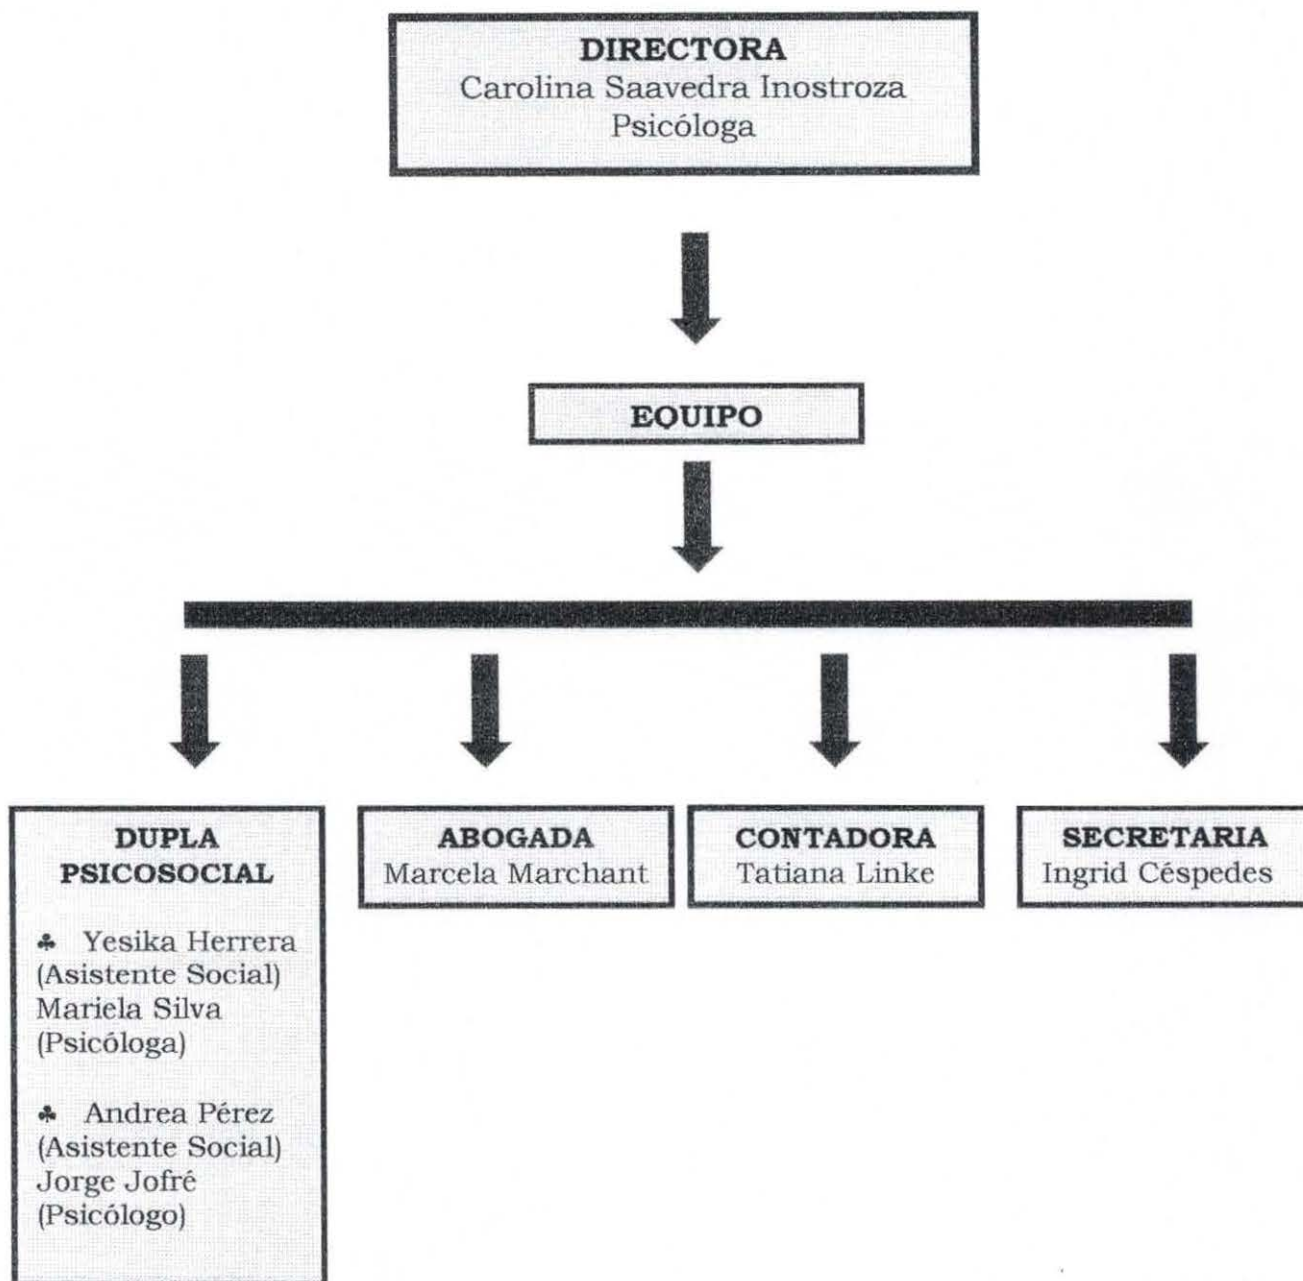 DIRECTORA
Carolina Saavedra Inostroza
Psicóloga
EQUIPO
DUPLA
PSICOSOCIAL
♣ Yesika Herrera
(Asistente Social)
Mariela Silva
(Psicóloga)
♣ Andrea Pérez
(Asistente Social)
Jorge Jofré
(Psicólogo)
ABOGADA
Marcela Marchant
CONTADORA
Tatiana Linke
SECRETARIA
Ingrid Céspedes